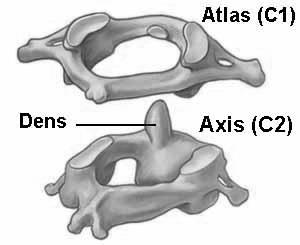 Atlas (C1)
Dens
Axis (C2)